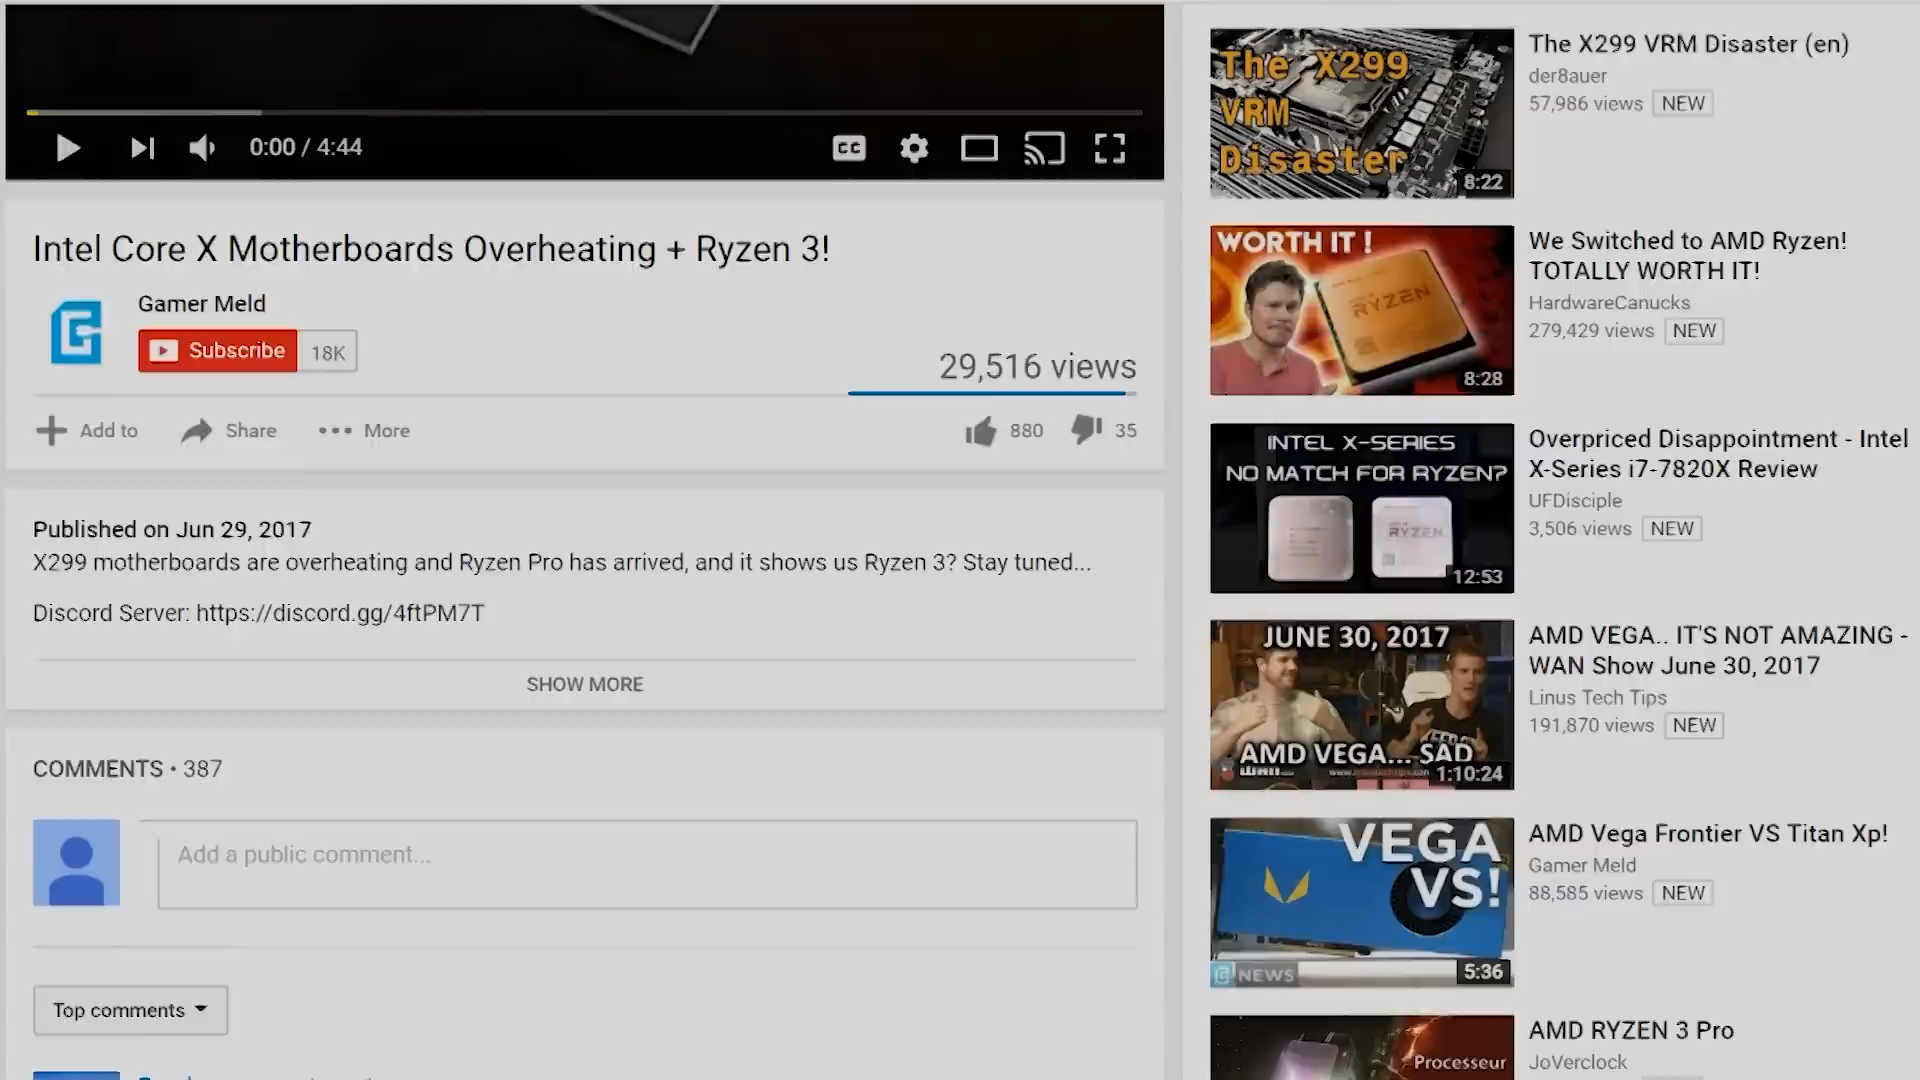 0:00 / 4:44
CC
Intel Core X Motherboards Overheating + Ryzen 3!
Gamer Meld
Subscribe 18K
29,516 views
Add to Share More 880 35
Published on Jun 29, 2017
X299 motherboards are overheating and Ryzen Pro has arrived, and it shows us Ryzen 3? Stay tuned...
Discord Server: https://discord.gg/4ftPM7T
SHOW MORE
COMMENTS • 387
Add a public comment...
Top comments
The X299
VRM
Disaster
8:22
The X299 VRM Disaster (en)
der8auer
57,986 views NEW
WORTH IT !
RYZEN
8:28
We Switched to AMD Ryzen!
TOTALLY WORTH IT!
HardwareCanucks
279,429 views NEW
INTEL X-SERIES
NO MATCH FOR RYZEN?
RYZEN
12:53
Overpriced Disappointment - Intel
X-Series i7-7820X Review
UFDisciple
3,506 views NEW
JUNE 30, 2017
AMD VEGA... SAD
1:10:24
AMD VEGA.. IT'S NOT AMAZING -
WAN Show June 30, 2017
Linus Tech Tips
191,870 views NEW
VEGA
VS!
NEWS
5:36
AMD Vega Frontier VS Titan Xp!
Gamer Meld
88,585 views NEW
Processeur
AMD RYZEN 3 Pro
JoVerclock